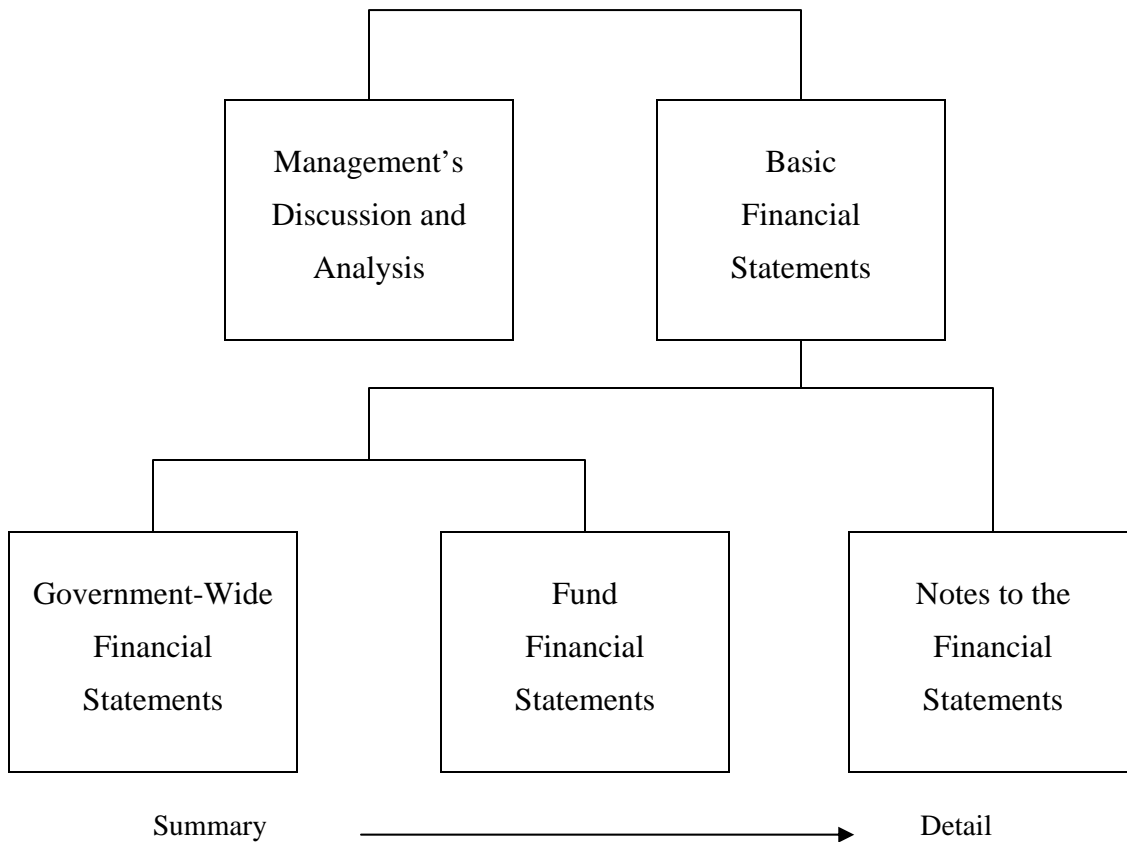 Management’s
Discussion and
Analysis
Basic
Financial
Statements
Government-Wide
Financial
Statements
Fund
Financial
Statements
Notes to the
Financial
Statements
Summary
Detail